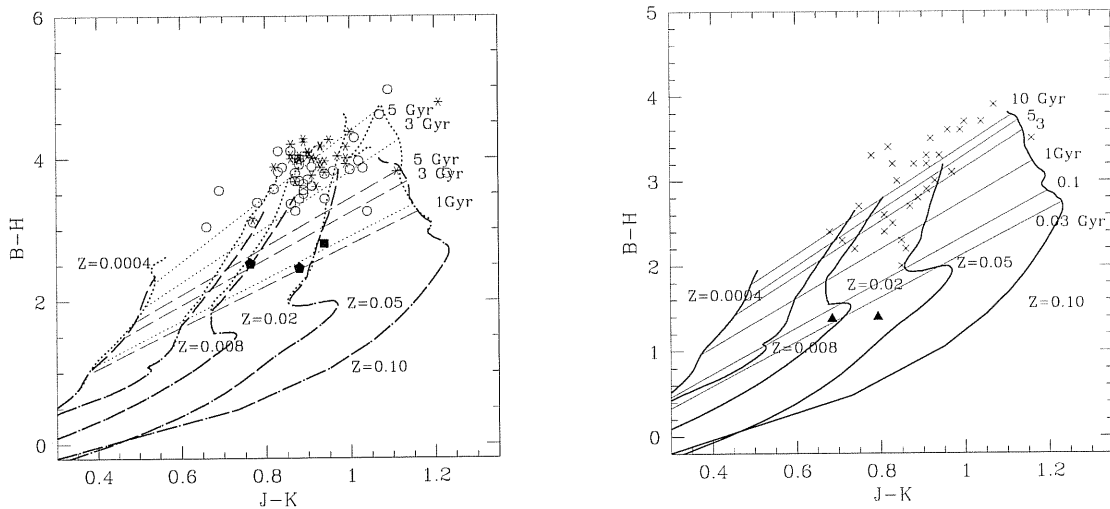 6
4
2
0
B-H
5 Gyr
3 Gyr
5 Gyr
3 Gyr
1Gyr
Z=0.0004
Z=0.008
Z=0.02
Z=0.05
Z=0.10
0.4
0.6
0.8
1
1.2
J-K
5
4
3
2
1
0
B-H
10 Gyr
5
3
1Gyr
0.1
0.03 Gyr
Z=0.0004
Z=0.008
Z=0.02
Z=0.05
Z=0.10
0.4
0.6
0.8
1
1.2
J-K